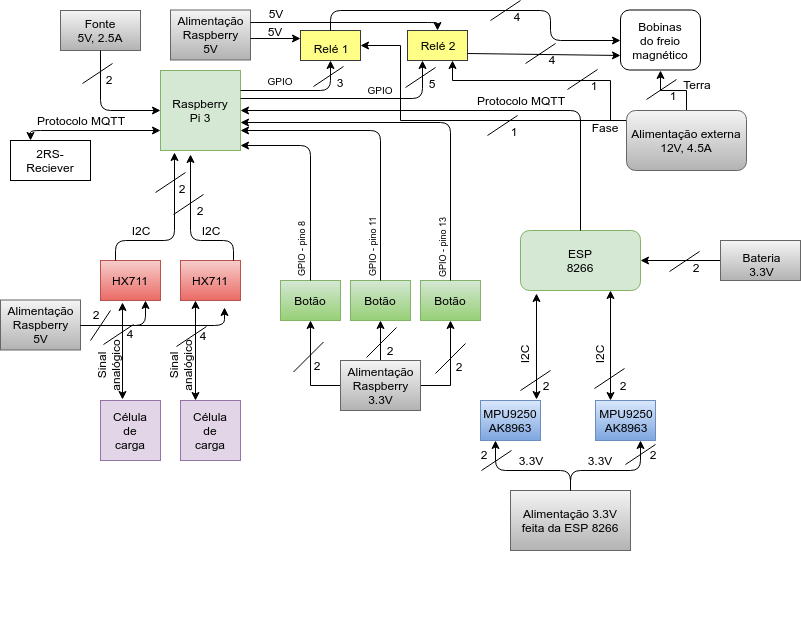 Fonte
5V, 2.5A
2
Alimentação
Raspberry
5V
5V
5V
Relé 1
Relé 2
4
4
Bobinas
do freio
magnético
GPIO
3
GPIO
5
1
Terra
1
Protocolo MQTT
Raspberry
Pi 3
Protocolo MQTT
1
Fase
Alimentação externa
12V, 4.5A
2RS-
Reciever
2
2
I2C
I2C
GPIO - pino 8
GPIO - pino 11
GPIO - pino 13
ESP
8266
2
Bateria
3.3V
HX711
HX711
Botão
Botão
Botão
Alimentação
Raspberry
5V
2
4
4
Sinal
analógico
Sinal
analógico
2
2
2
Alimentação
Raspberry
3.3V
I2C
I2C
2
2
Célula
de
carga
Célula
de
carga
MPU9250
AK8963
MPU9250
AK8963
2
3.3V
3.3V
2
Alimentação 3.3V
feita da ESP 8266